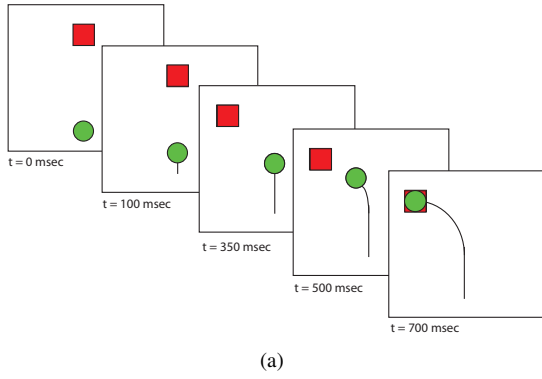 t = 0 msec
t = 100 msec
t = 350 msec
t = 500 msec
t = 700 msec
(a)